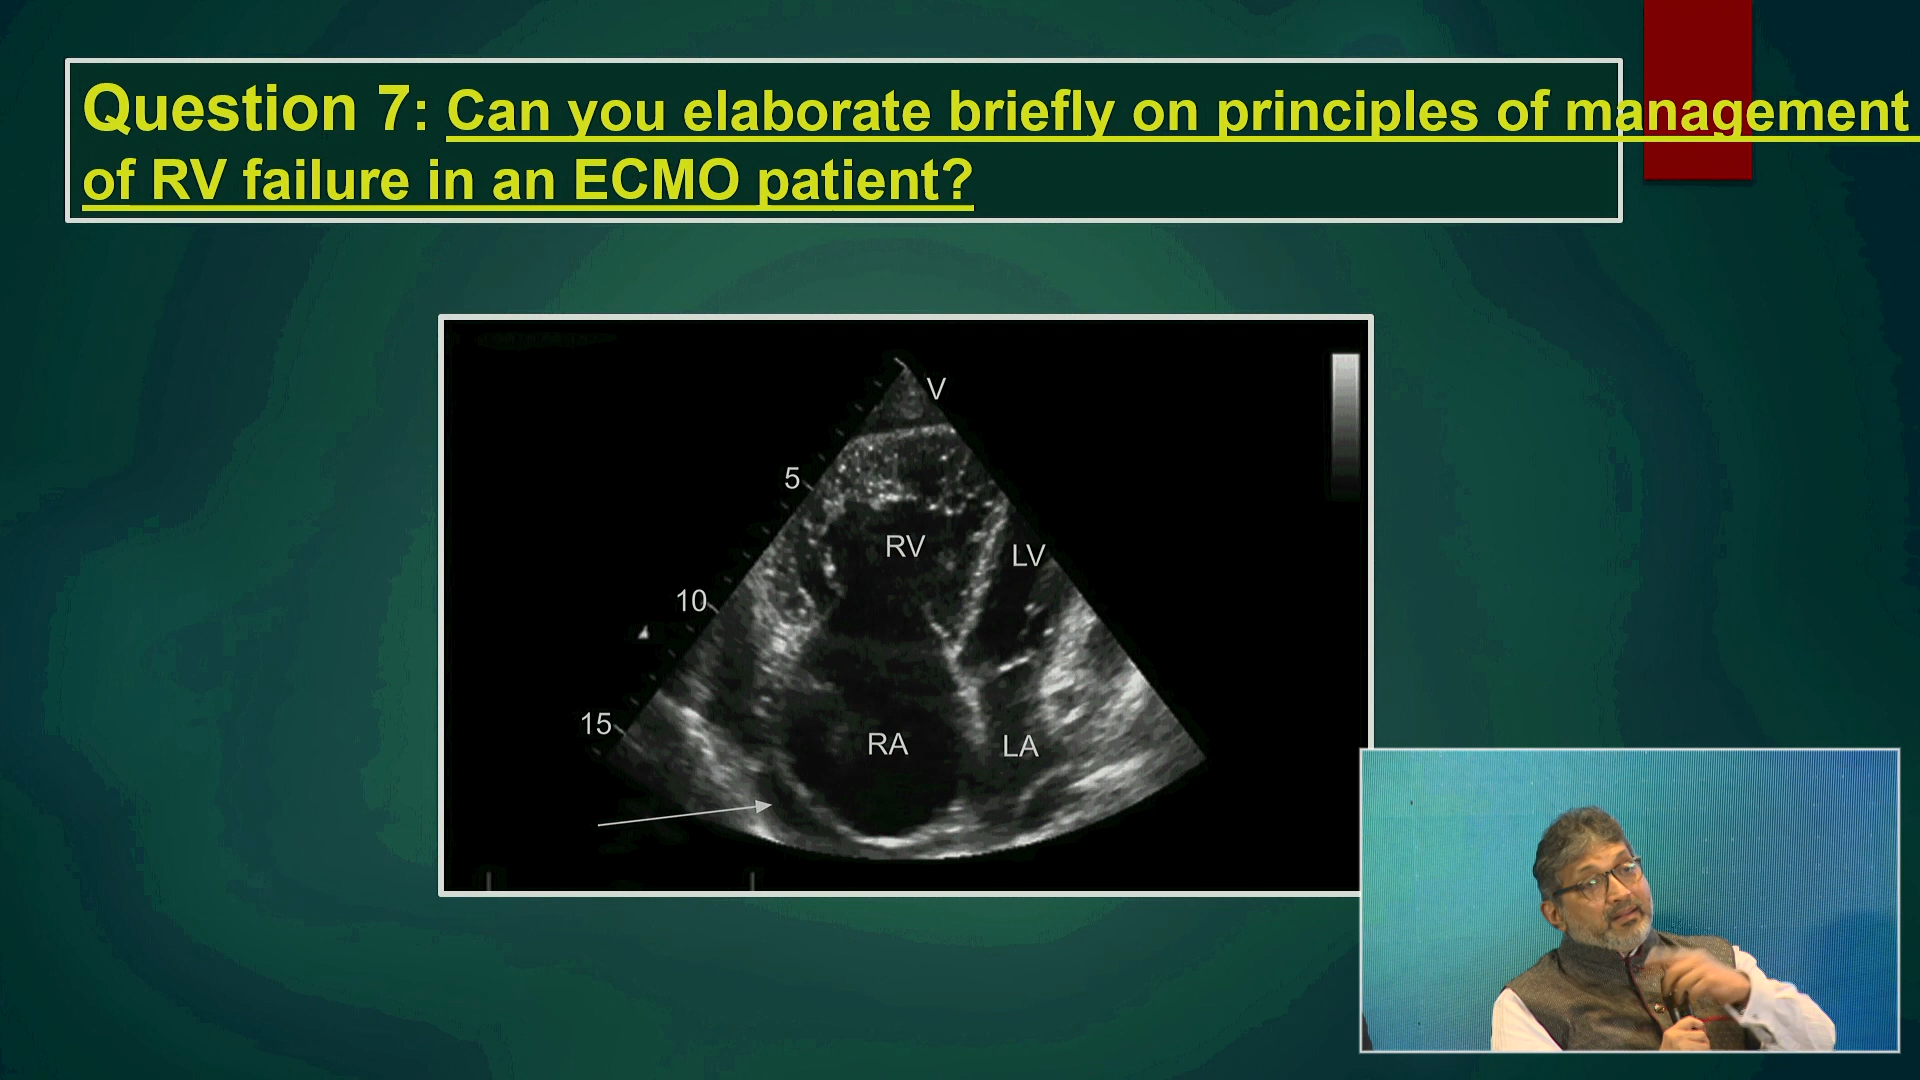 Question 7: Can you elaborate briefly on principles of management
of RV failure in an ECMO patient?
V
5
RV
LV
10
15
RA
LA